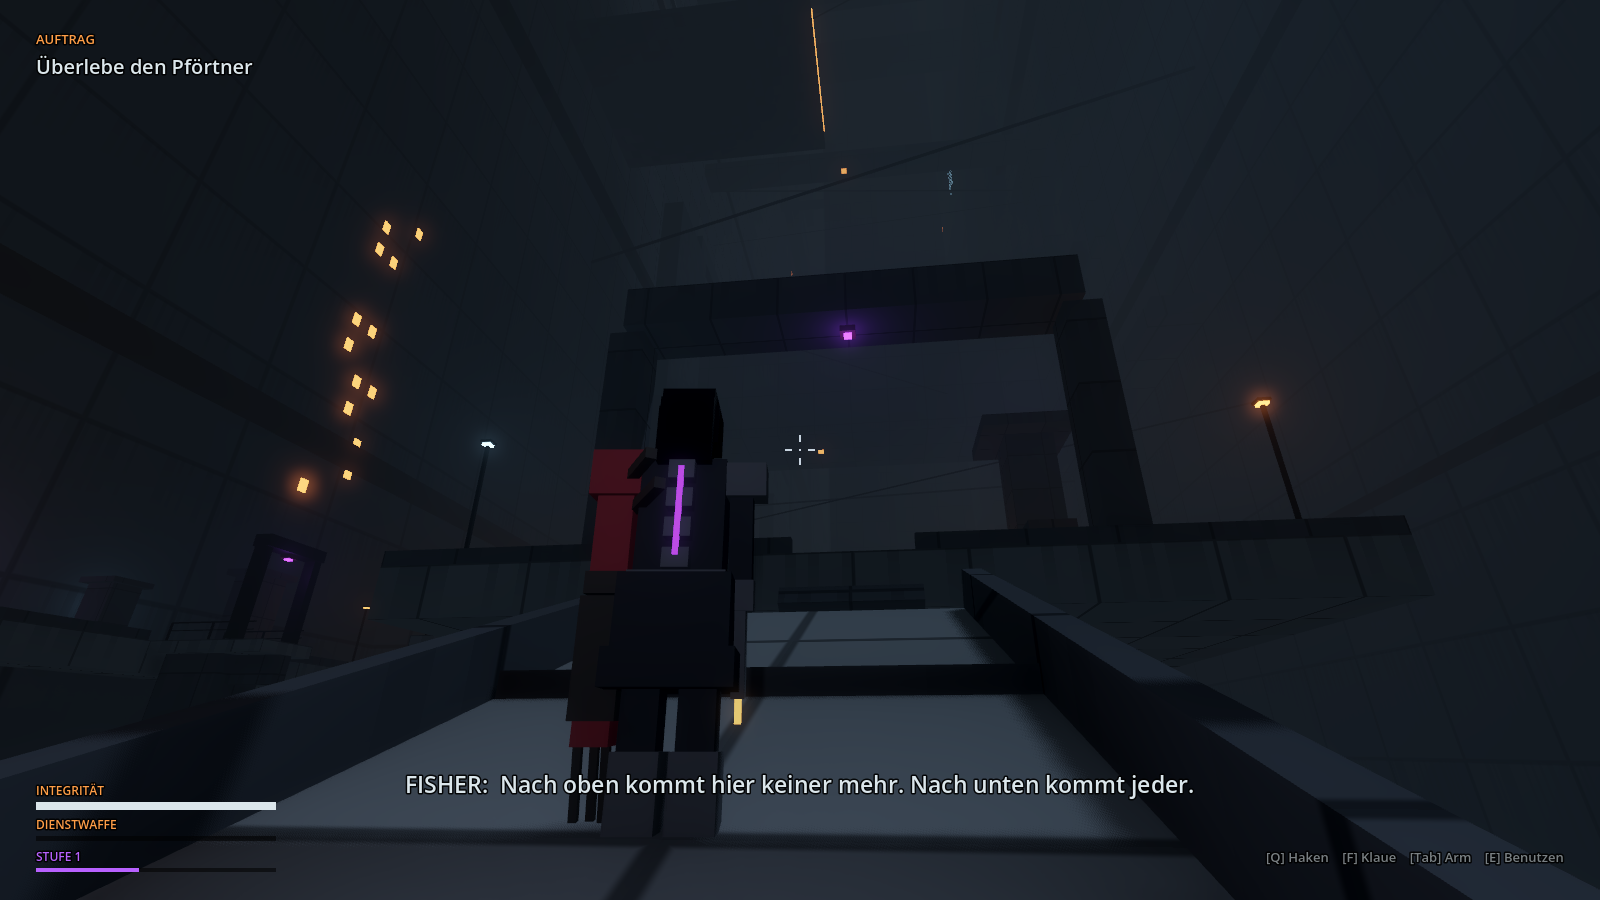 AUFTRAG
Überlebe den Pförtner
FISHER: Nach oben kommt hier keiner mehr. Nach unten kommt jeder.
INTEGRITÄT
DIENSTWAFFE
STUFE 1
[Q] Haken [F] Klaue [Tab] Arm [E] Benutzen